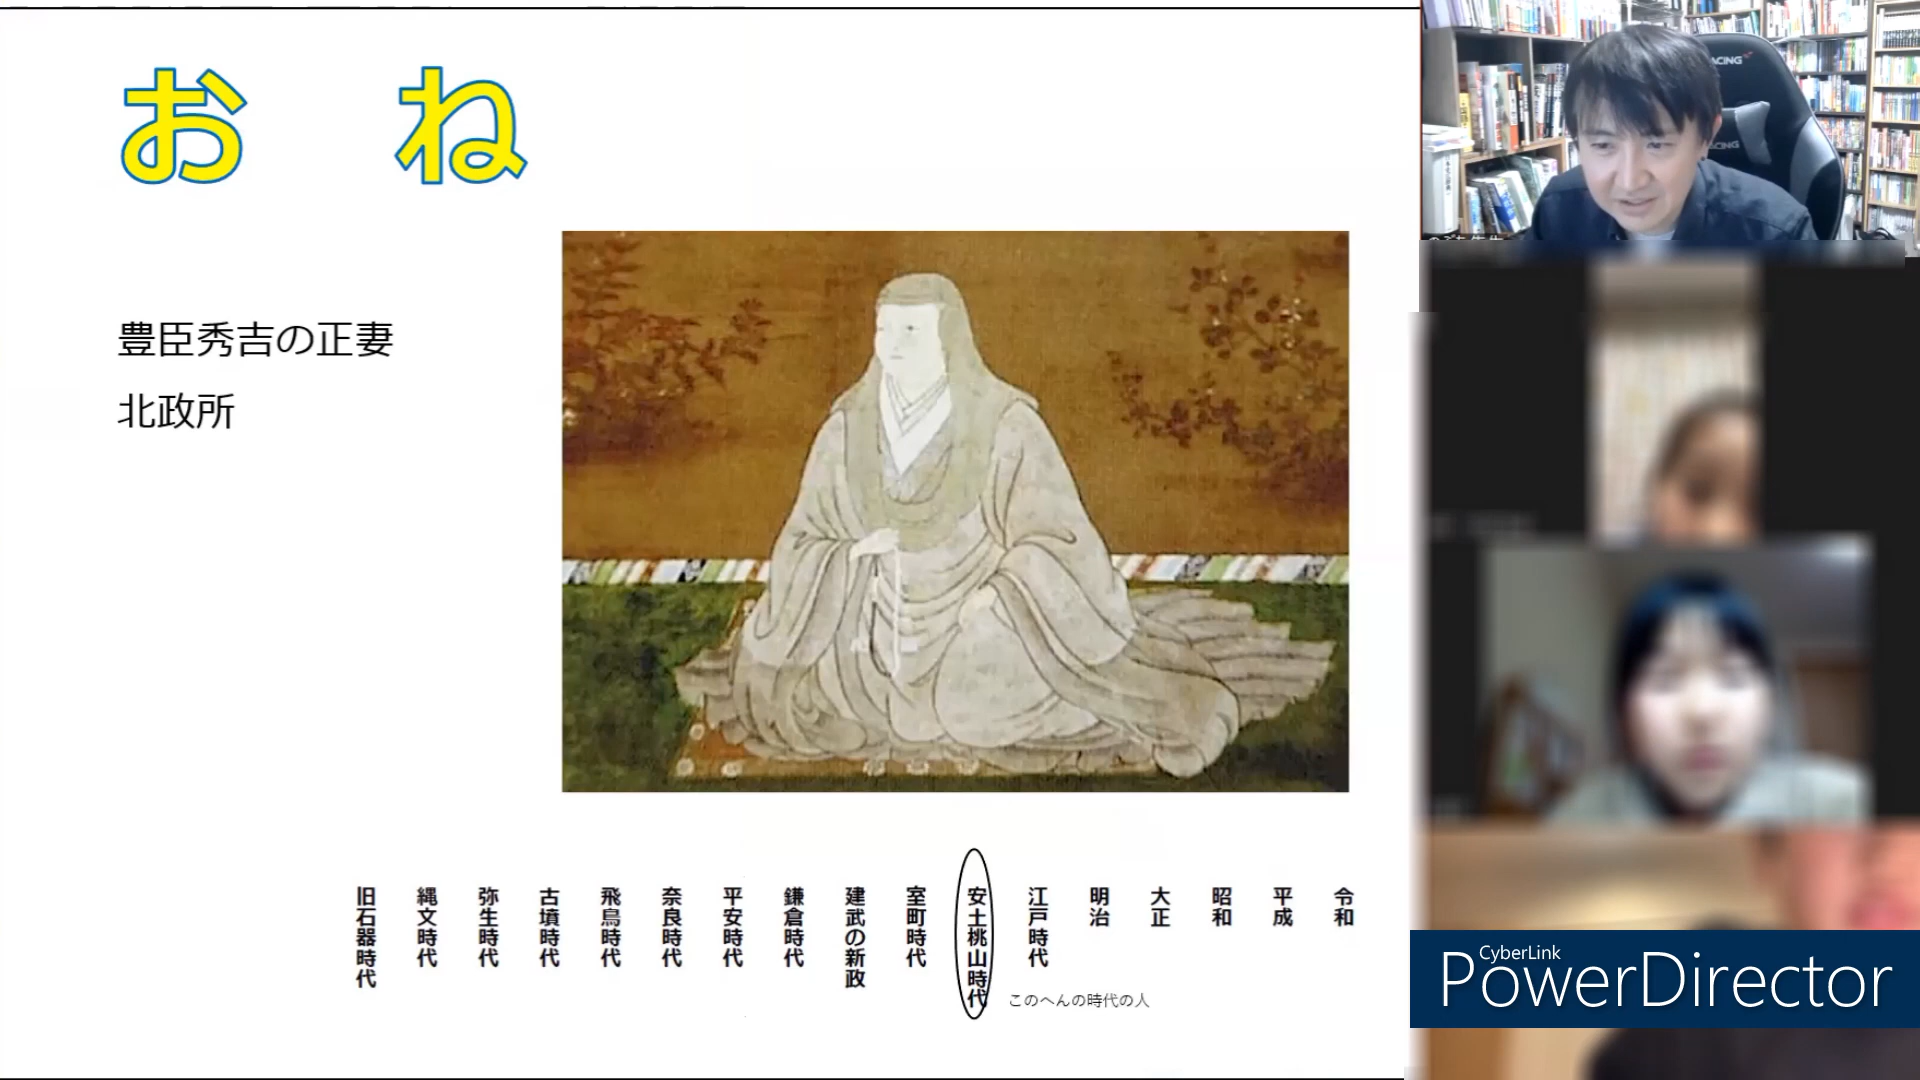 お ね
豊臣秀吉の正妻
北政所
旧石器時代
縄文時代
弥生時代
古墳時代
飛鳥時代
奈良時代
平安時代
鎌倉時代
建武の新政
室町時代
安土桃山時代
江戸時代
明治
大正
昭和
平成
令和
このへんの時代の人
CyberLink
PowerDirector